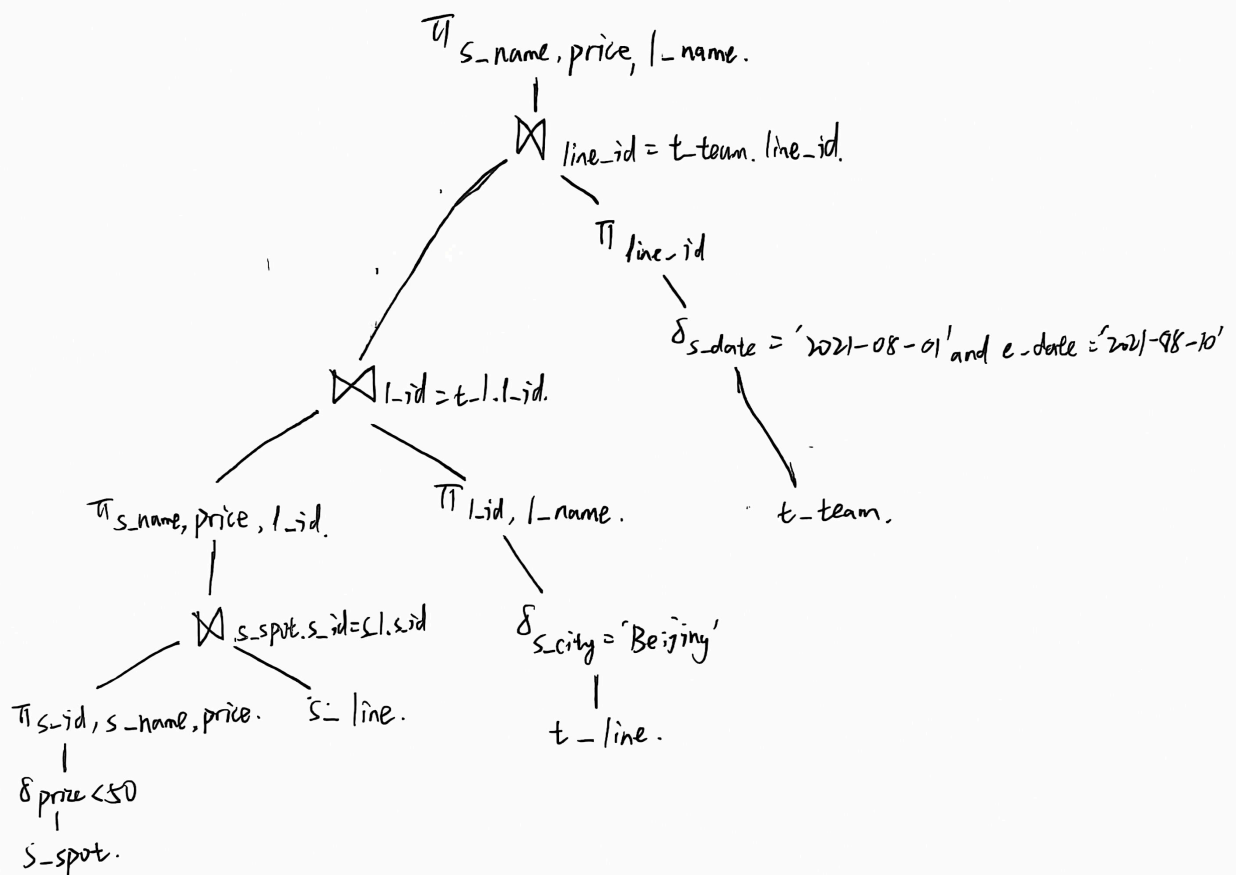 π s_name, price, l_name.
⋈ line_id = t_team. line_id.
π line_id
δ s_date = '2021-08-01' and e_date = '2021-08-10'
⋈ l_id = t_l.l_id.
π s_name, price, l_id.
π l_id, l_name.
t_team.
⋈ s_spot.s_id=s_l.s_id
δ s_city = 'Beijing'
π s_id, s_name, price.
s_line.
t_line.
δ price <50
s_spot.